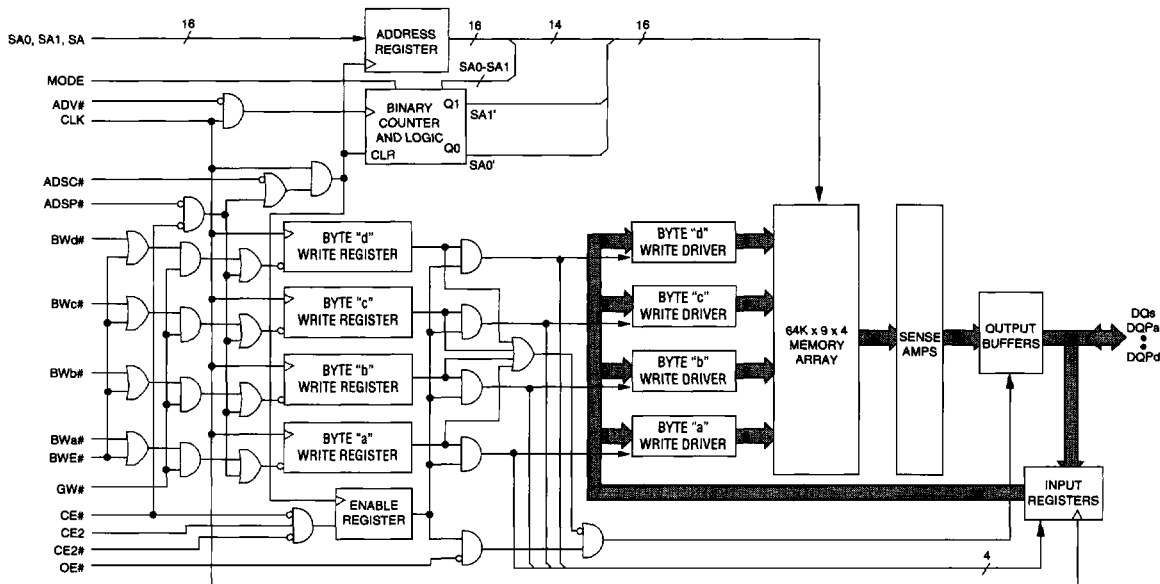 16
SA0, SA1, SA
ADDRESS
REGISTER
16
14
16
MODE
SA0-SA1
ADV#
CLK
BINARY
COUNTER
AND LOGIC
CLR
Q1
SA1'
Q0
SA0'
ADSC#
ADSP#
BWd#
BYTE "d"
WRITE REGISTER
BYTE "d"
WRITE DRIVER
BWc#
BYTE "c"
WRITE REGISTER
BYTE "c"
WRITE DRIVER
64K x 9 x 4
MEMORY
ARRAY
SENSE
AMPS
OUTPUT
BUFFERS
DQs
DQPa
DQPd
BWb#
BYTE "b"
WRITE REGISTER
BYTE "b"
WRITE DRIVER
BWa#
BWE#
BYTE "a"
WRITE REGISTER
BYTE "a"
WRITE DRIVER
GW#
CE#
CE2
CE2#
OE#
ENABLE
REGISTER
INPUT
REGISTERS
4